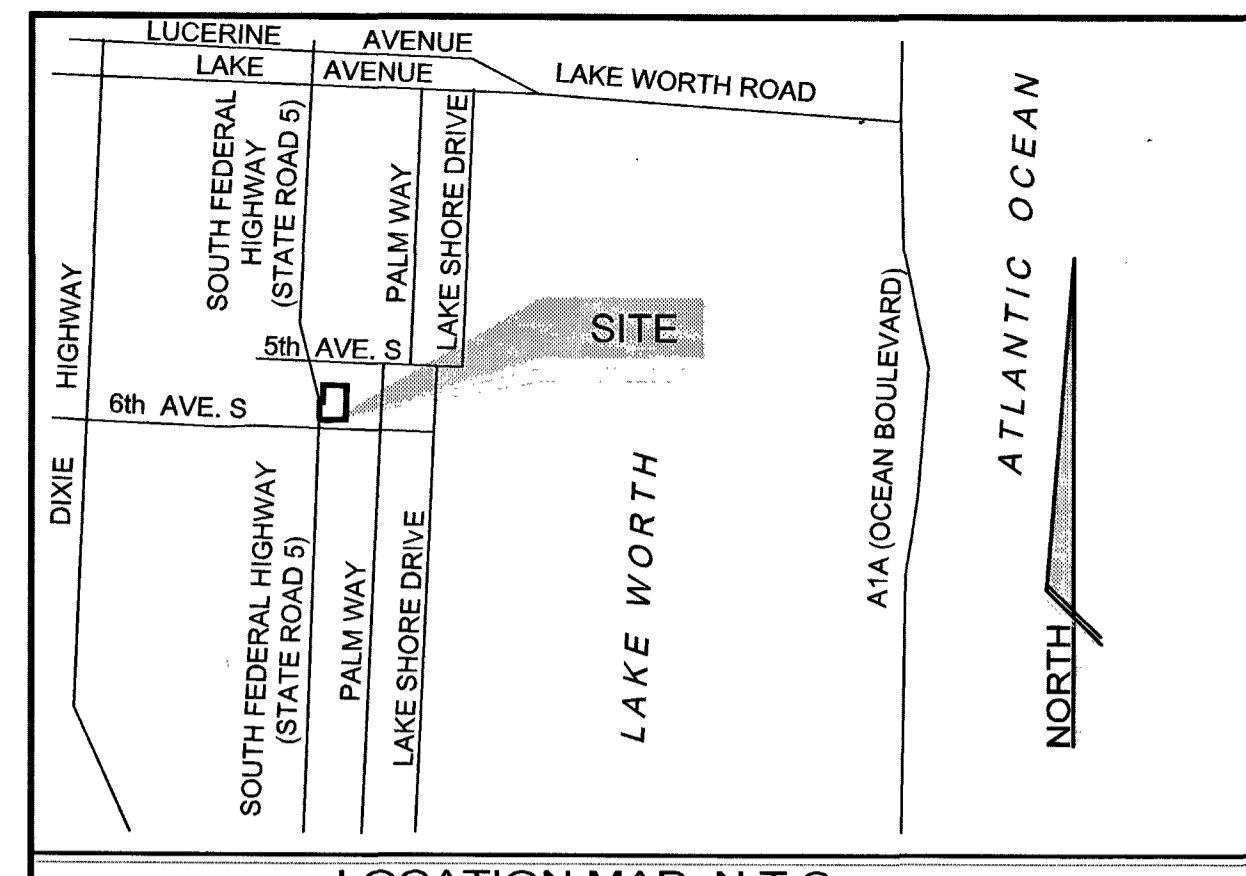 LUCERINE AVENUE
LAKE AVENUE
LAKE WORTH ROAD
SOUTH FEDERAL
HIGHWAY
(STATE ROAD 5)
PALM WAY
LAKE SHORE DRIVE
ATLANTIC OCEAN
DIXIE HIGHWAY
SITE
5th AVE. S
6th AVE. S
A1A (OCEAN BOULEVARD)
SOUTH FEDERAL HIGHWAY
(STATE ROAD 5)
PALM WAY
LAKE SHORE DRIVE
LAKE WORTH
NORTH
LOCATION MAP N.T.S.